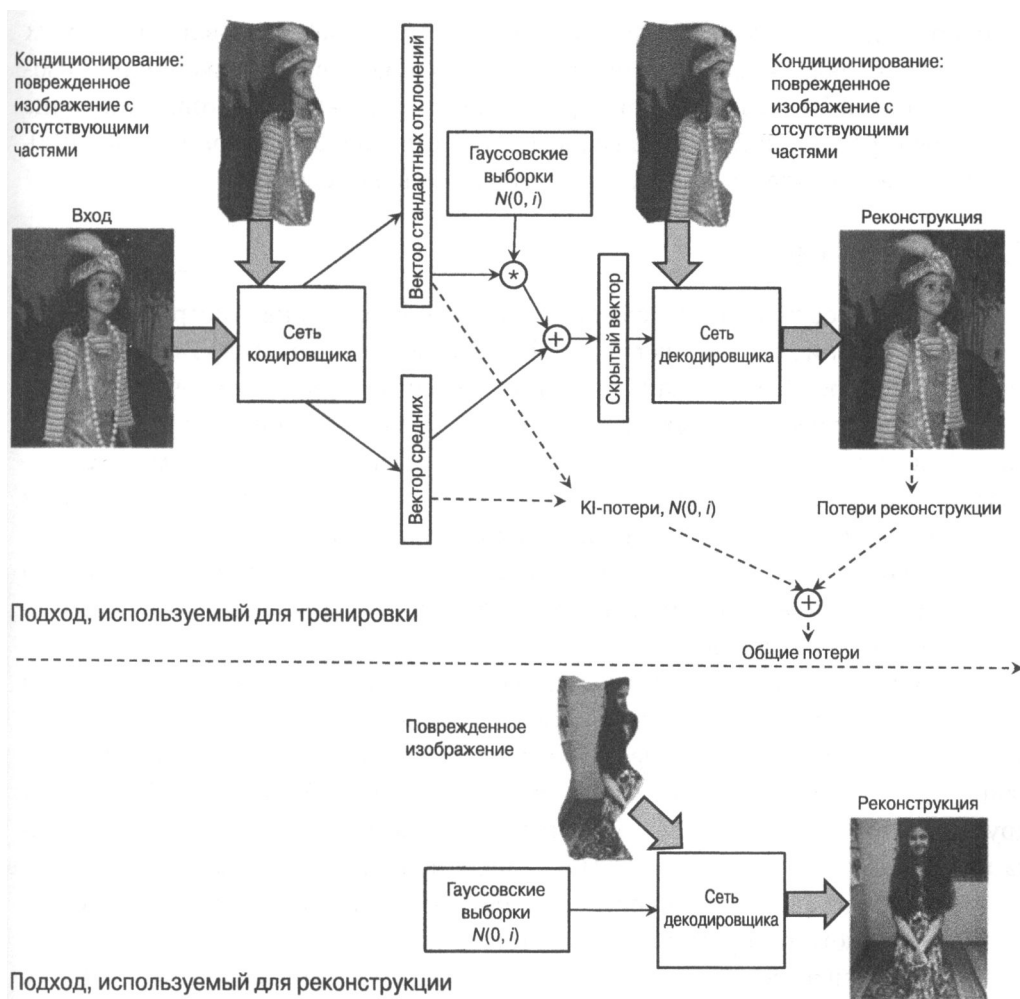 Кондиционирование:
поврежденное
изображение с
отсутствующими
частями
Вход
Сеть
кодировщика
Вектор стандартных отклонений
Вектор средних
Гауссовские
выборки
N(0, i)
*
+
Скрытый вектор
Кондиционирование:
поврежденное
изображение с
отсутствующими
частями
Сеть
декодировщика
Реконструкция
KI-потери, N(0, i)
Потери реконструкции
+
Общие потери
Подход, используемый для тренировки
Поврежденное
изображение
Гауссовские
выборки
N(0, i)
Сеть
декодировщика
Реконструкция
Подход, используемый для реконструкции